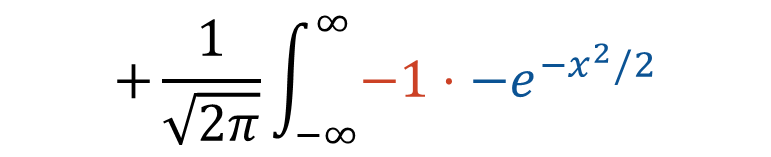 + 1/√2π ∫_{-∞}^{∞} −1 · −e^{−x²/2}